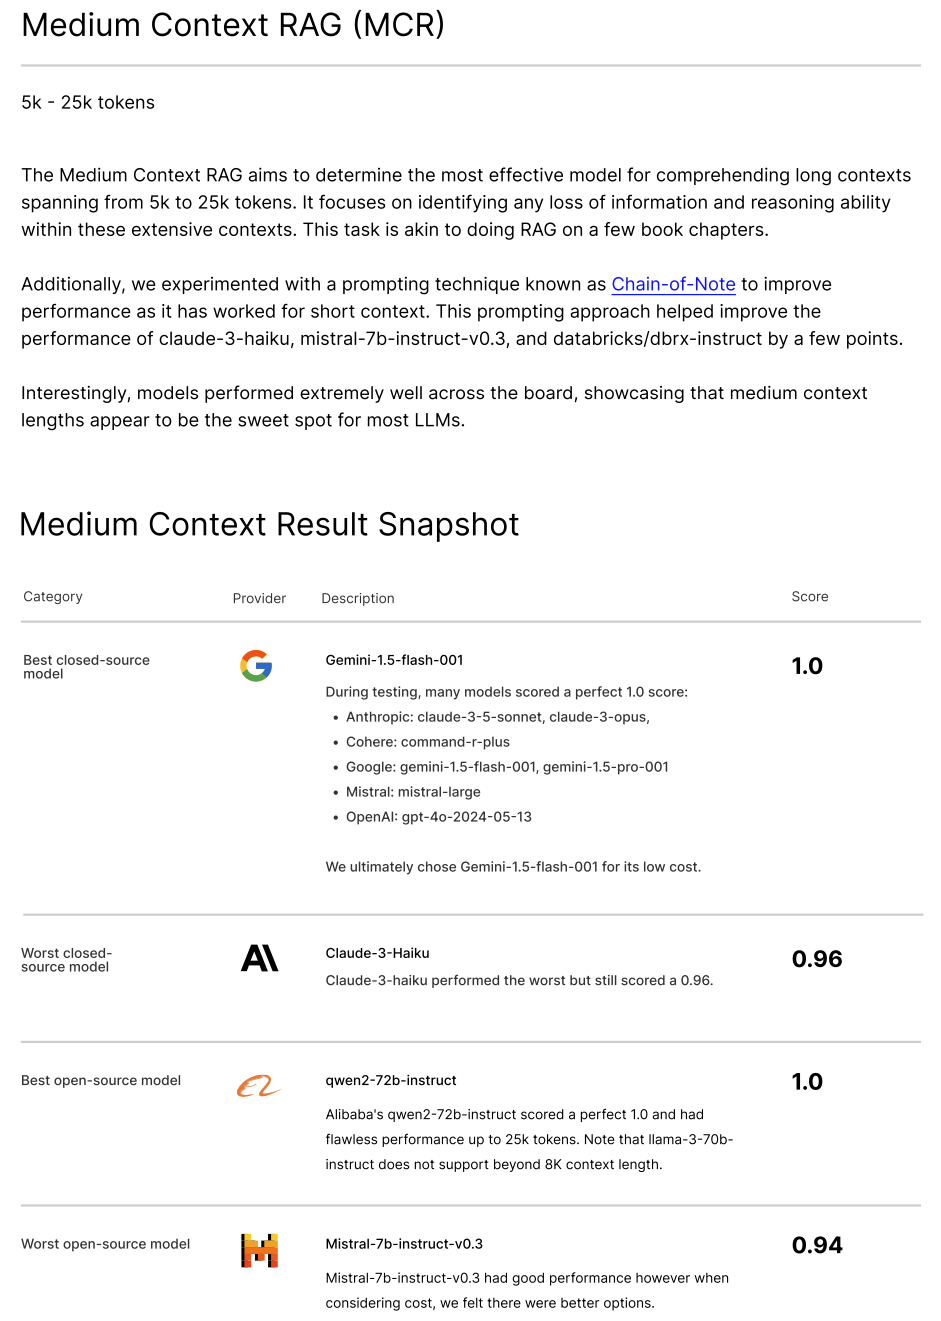 Medium Context RAG (MCR)
5k - 25k tokens
The Medium Context RAG aims to determine the most effective model for comprehending long contexts
spanning from 5k to 25k tokens. It focuses on identifying any loss of information and reasoning ability
within these extensive contexts. This task is akin to doing RAG on a few book chapters.
Additionally, we experimented with a prompting technique known as Chain-of-Note to improve
performance as it has worked for short context. This prompting approach helped improve the
performance of claude-3-haiku, mistral-7b-instruct-v0.3, and databricks/dbrx-instruct by a few points.
Interestingly, models performed extremely well across the board, showcasing that medium context
lengths appear to be the sweet spot for most LLMs.
Medium Context Result Snapshot
Category Provider Description Score
Best closed-source
model
Gemini-1.5-flash-001
1.0
During testing, many models scored a perfect 1.0 score:
• Anthropic: claude-3-5-sonnet, claude-3-opus,
• Cohere: command-r-plus
• Google: gemini-1.5-flash-001, gemini-1.5-pro-001
• Mistral: mistral-large
• OpenAI: gpt-4o-2024-05-13
We ultimately chose Gemini-1.5-flash-001 for its low cost.
Worst closed-
source model
Claude-3-Haiku
0.96
Claude-3-haiku performed the worst but still scored a 0.96.
Best open-source model
qwen2-72b-instruct
1.0
Alibaba's qwen2-72b-instruct scored a perfect 1.0 and had
flawless performance up to 25k tokens. Note that llama-3-70b-
instruct does not support beyond 8K context length.
Worst open-source model
Mistral-7b-instruct-v0.3
0.94
Mistral-7b-instruct-v0.3 had good performance however when
considering cost, we felt there were better options.